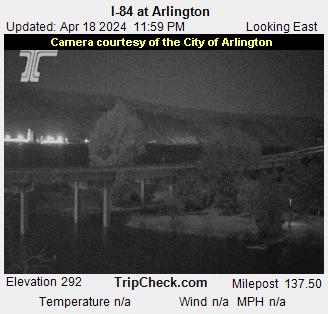 I-84 at Arlington
Updated: Apr 18 2024 11:59 PM Looking East
Camera courtesy of the City of Arlington
Elevation 292 TripCheck.com Milepost 137.50
Temperature n/a Wind n/a MPH n/a